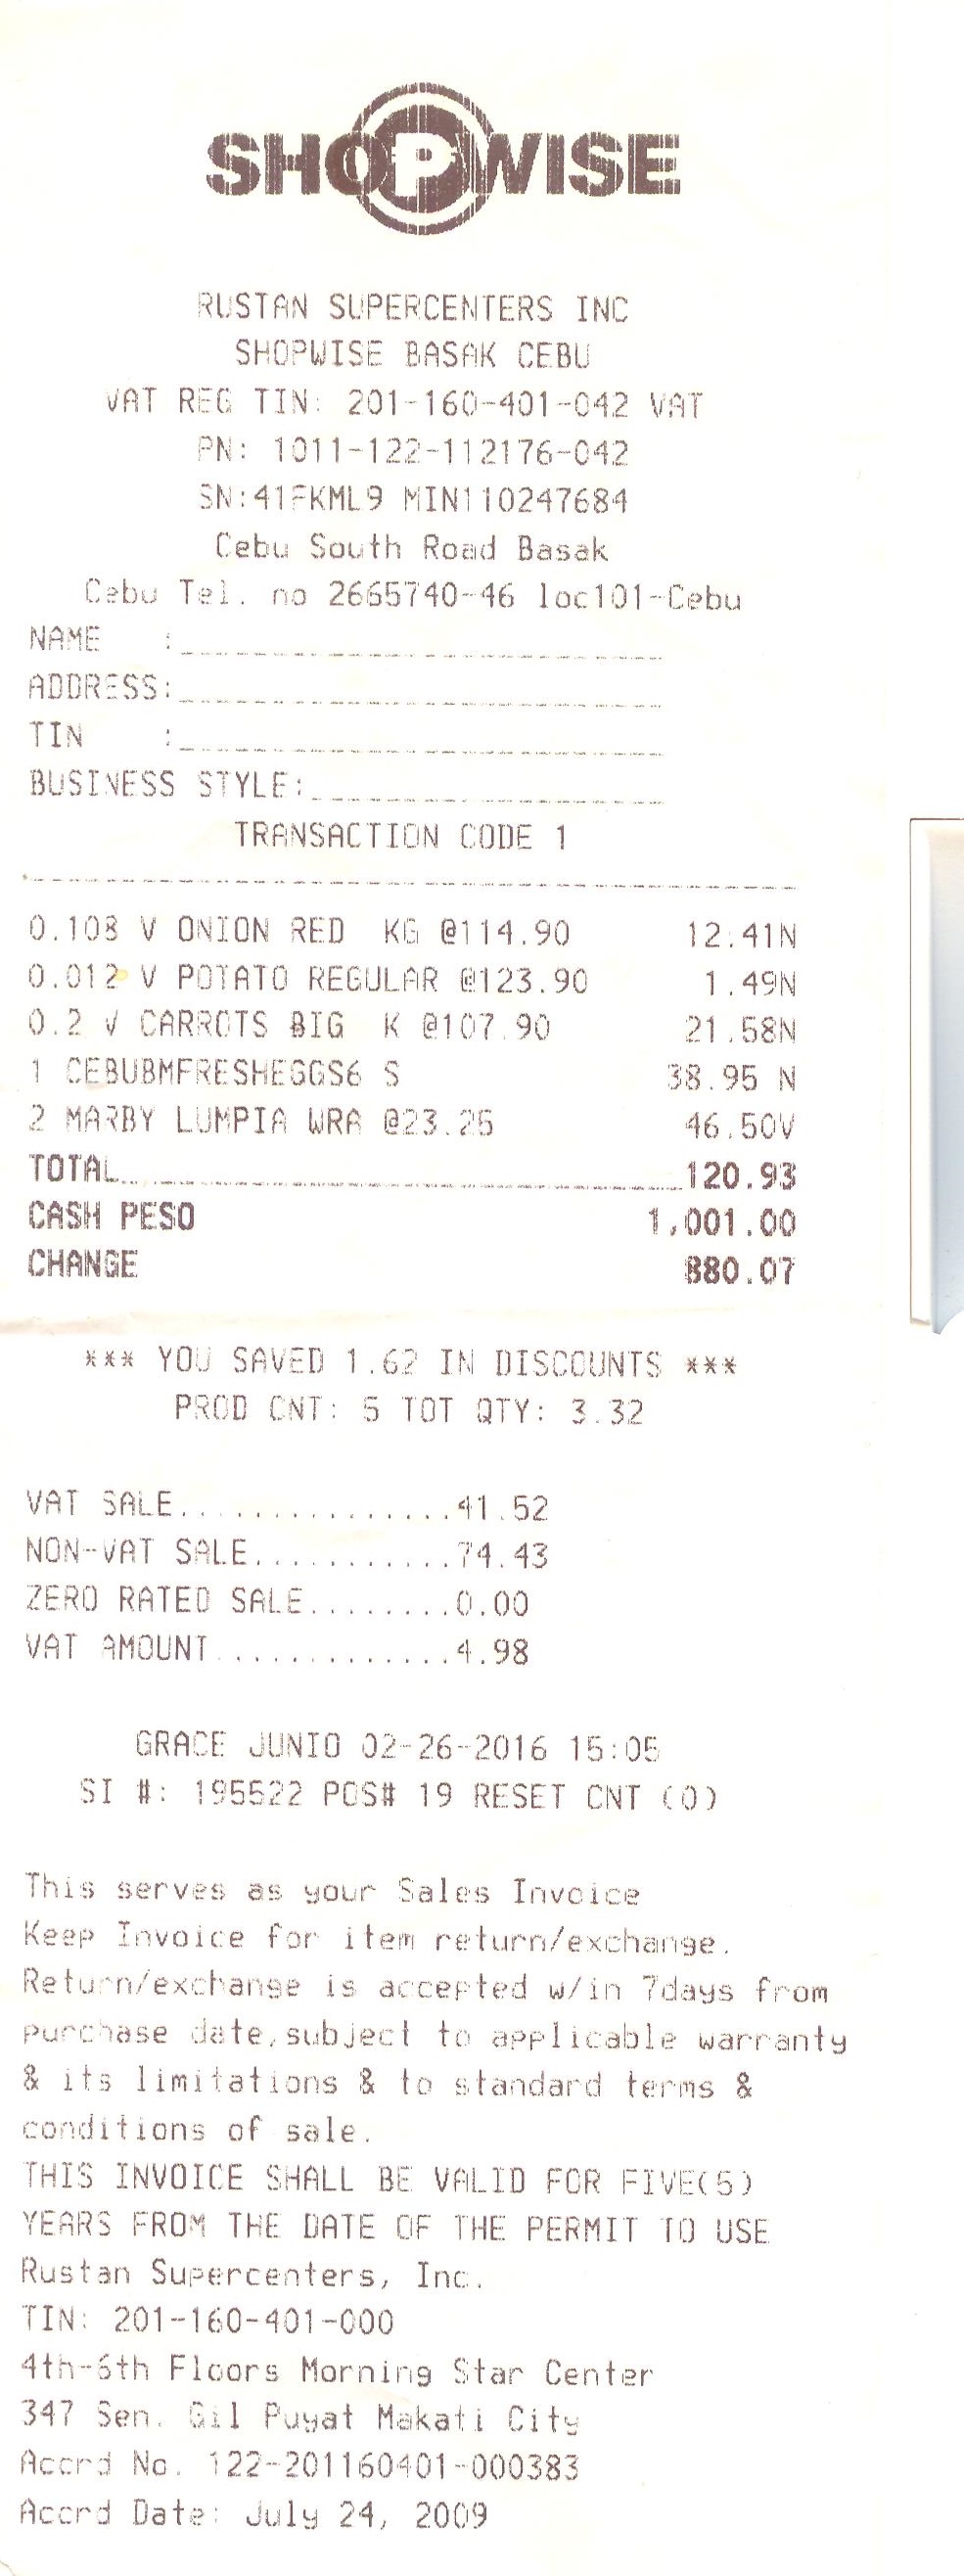 SHOPWISE
RUSTAN SUPERCENTERS INC
SHOPWISE BASAK CEBU
VAT REG TIN: 201-160-401-042 VAT
PN: 1011-122-112176-042
SN:41FKML9 MIN110247684
Cebu South Road Basak
Cebu Tel. no 2665740-46 loc101-Cebu
NAME :
ADDRESS:
TIN :
BUSINESS STYLE:
TRANSACTION CODE 1
0.108 V ONION RED KG @114.90 12.41N
0.012 V POTATO REGULAR @123.90 1.49N
0.2 V CARROTS BIG K @107.90 21.58N
1 CEBUBMFRESHEGGS6 S 38.95 N
2 MARBY LUMPIA WRA @23.25 46.50V
TOTAL 120.93
CASH PESO 1,001.00
CHANGE 880.07
*** YOU SAVED 1.62 IN DISCOUNTS ***
PROD CNT: 5 TOT QTY: 3.32
VAT SALE...............41.52
NON-VAT SALE...........74.43
ZERO RATED SALE........0.00
VAT AMOUNT.............4.98
GRACE JUNIO 02-26-2016 15:05
SI #: 195522 POS# 19 RESET CNT (0)
This serves as your Sales Invoice
Keep Invoice for item return/exchange.
Return/exchange is accepted w/in 7days from
purchase date,subject to applicable warranty
& its limitations & to standard terms &
conditions of sale.
THIS INVOICE SHALL BE VALID FOR FIVE(5)
YEARS FROM THE DATE OF THE PERMIT TO USE
Rustan Supercenters, Inc.
TIN: 201-160-401-000
4th-6th Floors Morning Star Center
347 Sen. Gil Puyat Makati City
Accrd No. 122-201160401-000383
Accrd Date: July 24, 2009